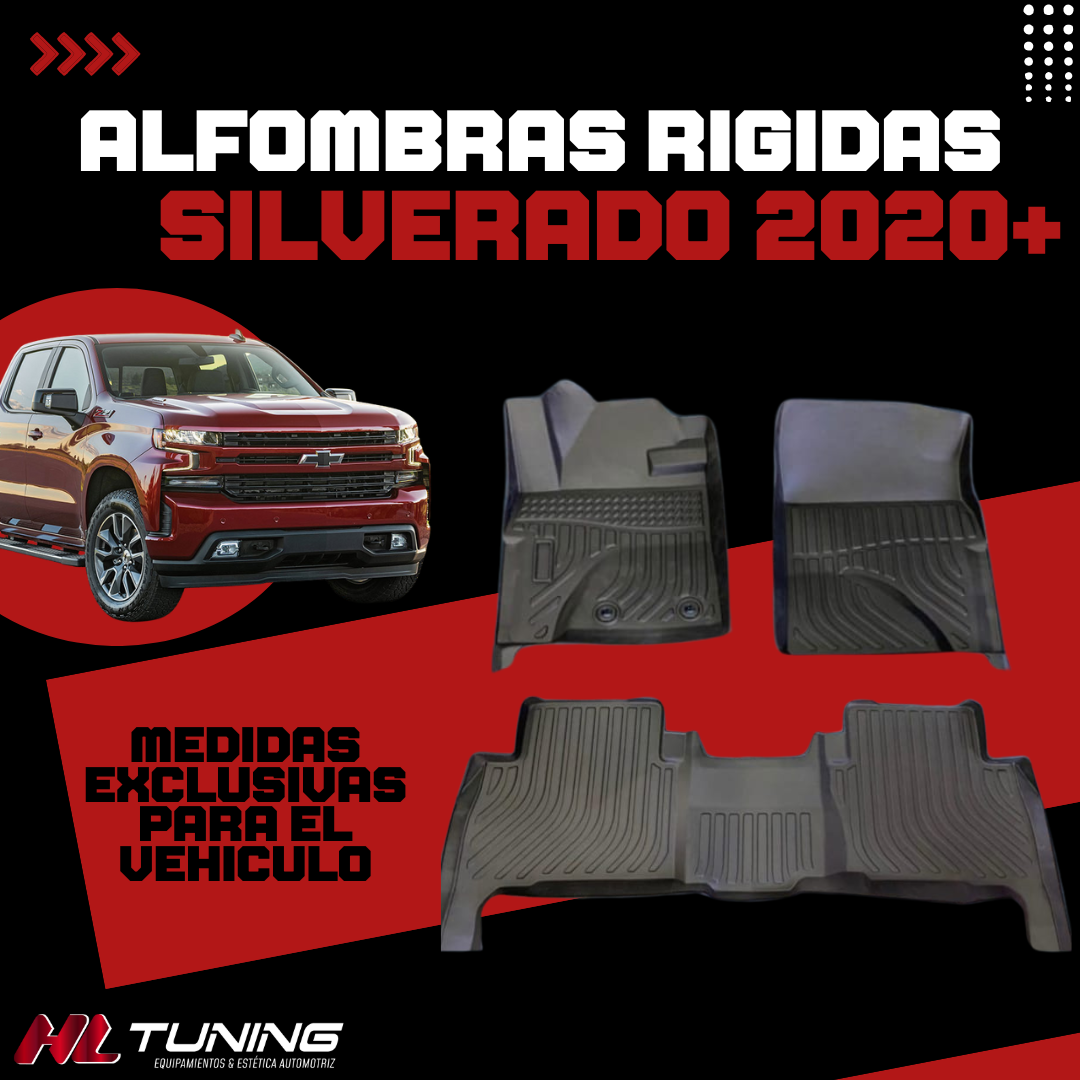 ALFOMBRAS RIGIDAS
SILVERADO 2020+
MEDIDAS
EXCLUSIVAS
PARA EL
VEHICULO
HL TUNING
EQUIPAMIENTOS & ESTÉTICA AUTOMOTRIZ